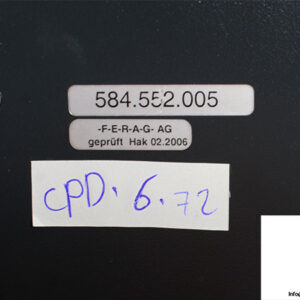 584.552.005
-F-E-R-A-G- AG
geprüft Hak 02.2006
CPD. 6.72